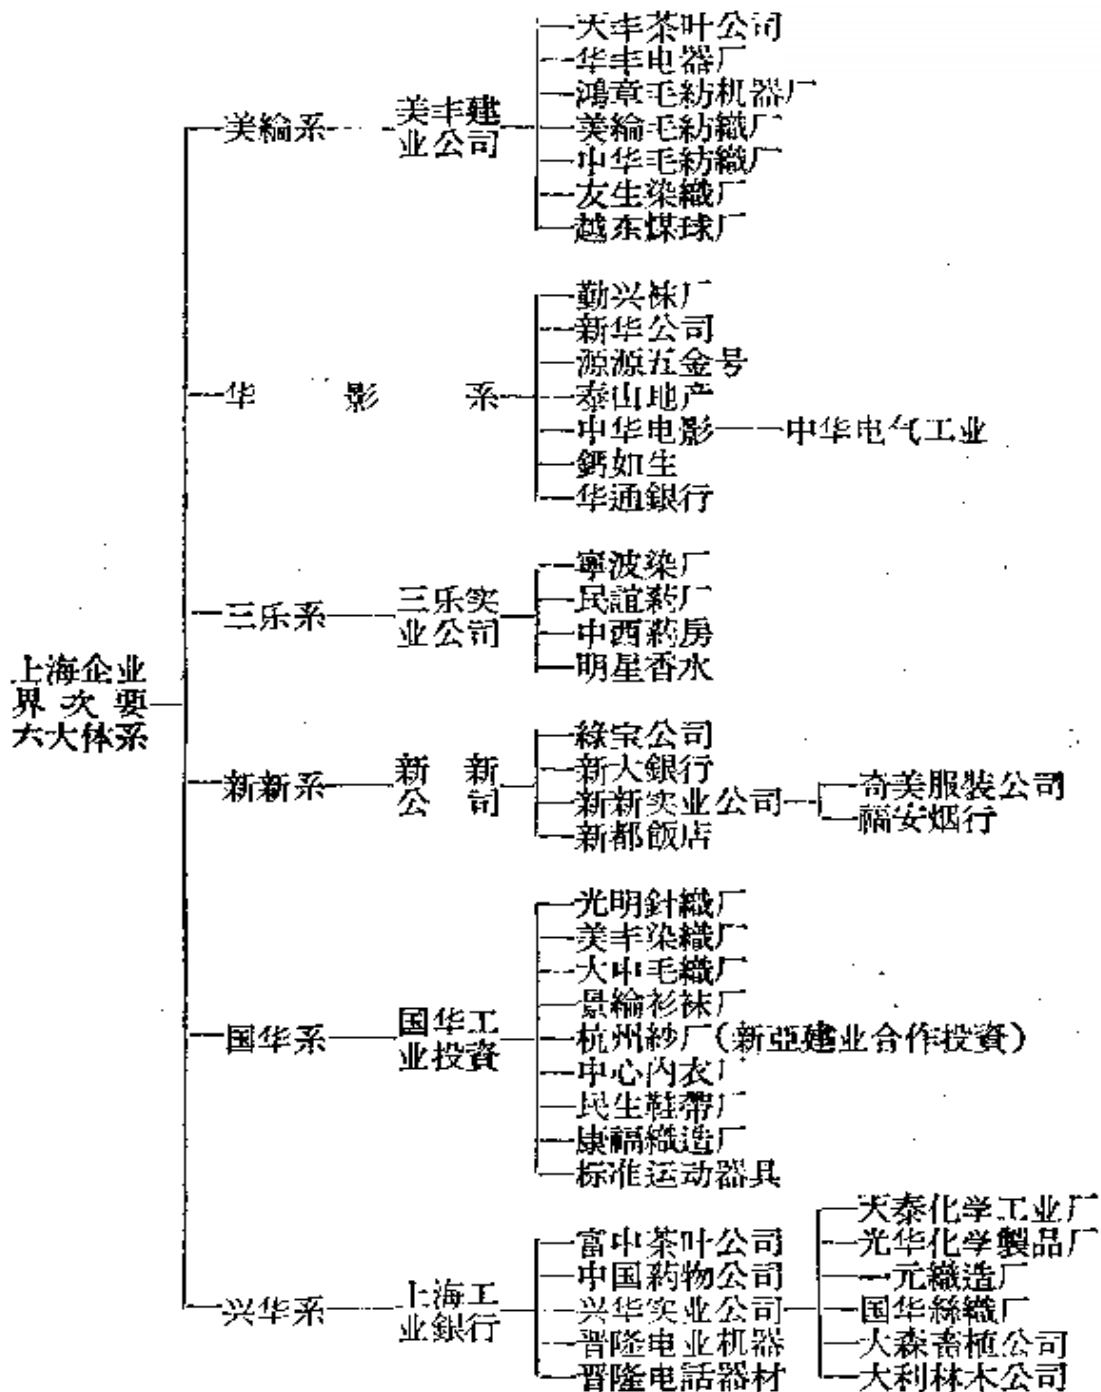 上海企业
界次要
六大体系
美綸系
美丰建
业公司
天丰茶叶公司
华丰电器厂
鴻章毛紡机器厂
美綸毛紡織厂
中华毛紡織厂
友生染織厂
越东煤球厂
华影系
勤兴袜厂
新华公司
源源五金号
泰山地产
中华电影——中华电气工业
鈣如生
华通銀行
三乐系
三乐实
业公司
寧波染厂
民誼葯厂
中西葯房
明星香水
新新系
新新
公司
綠宝公司
新大銀行
新新实业公司
奇美服裝公司
福安烟行
新都飯店
国华系
国华工
业投資
光明針織厂
美丰染織厂
大中毛織厂
景綸衫袜厂
杭州紗厂(新亞建业合作投資)
中心内衣厂
民生鞋帶厂
康福織造厂
标准运动器具
兴华系
上海工
业銀行
富中茶叶公司
中国葯物公司
兴华实业公司
晋隆电业机器
晋隆电話器材
天泰化学工业厂
光华化学製品厂
一元織造厂
国华絲織厂
大森畜植公司
大利林木公司